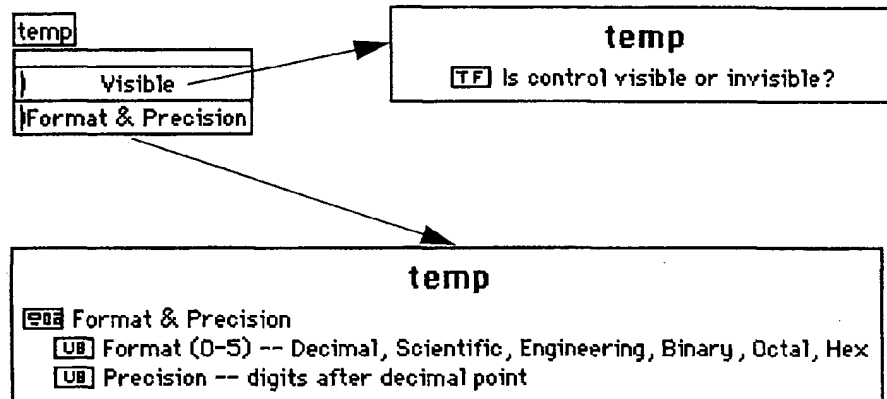 temp
Visible
Format & Precision
temp
TF Is control visible or invisible?
temp
Format & Precision
U8 Format (0-5) -- Decimal, Scientific, Engineering, Binary, Octal, Hex
U8 Precision -- digits after decimal point